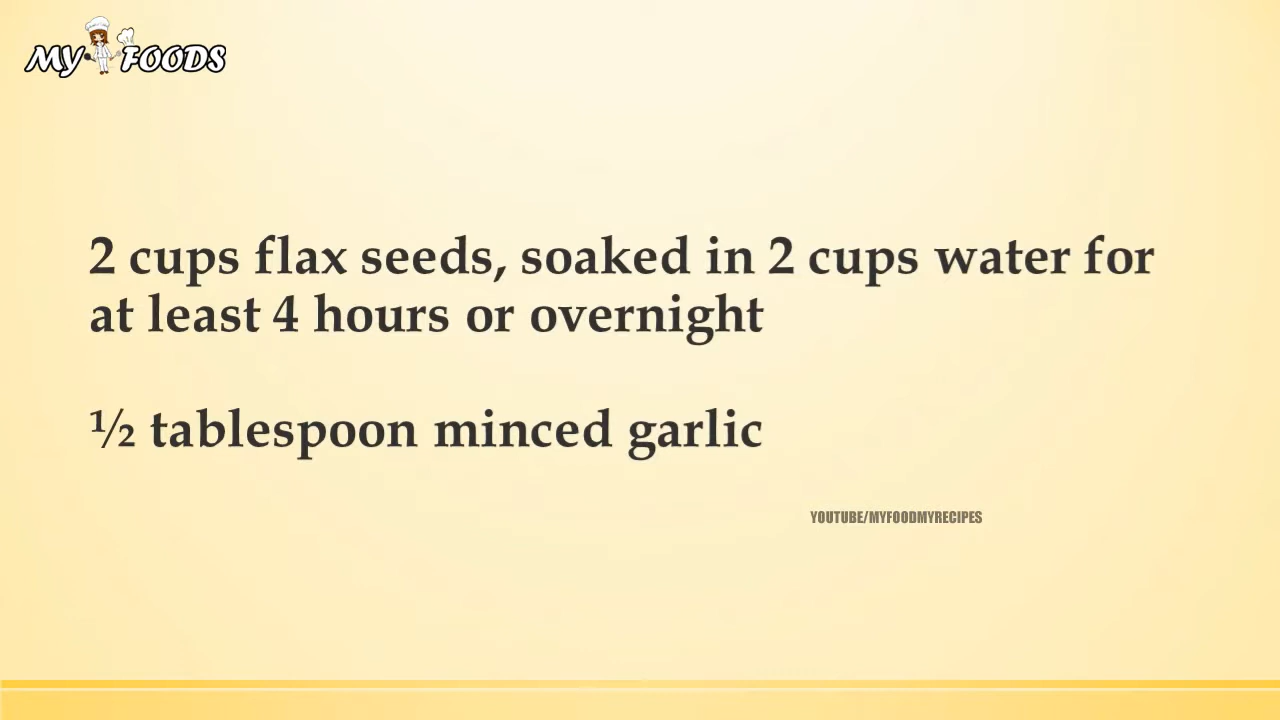 MY FOODS
2 cups flax seeds, soaked in 2 cups water for
at least 4 hours or overnight
½ tablespoon minced garlic
YOUTUBE/MYFOODMYRECIPES